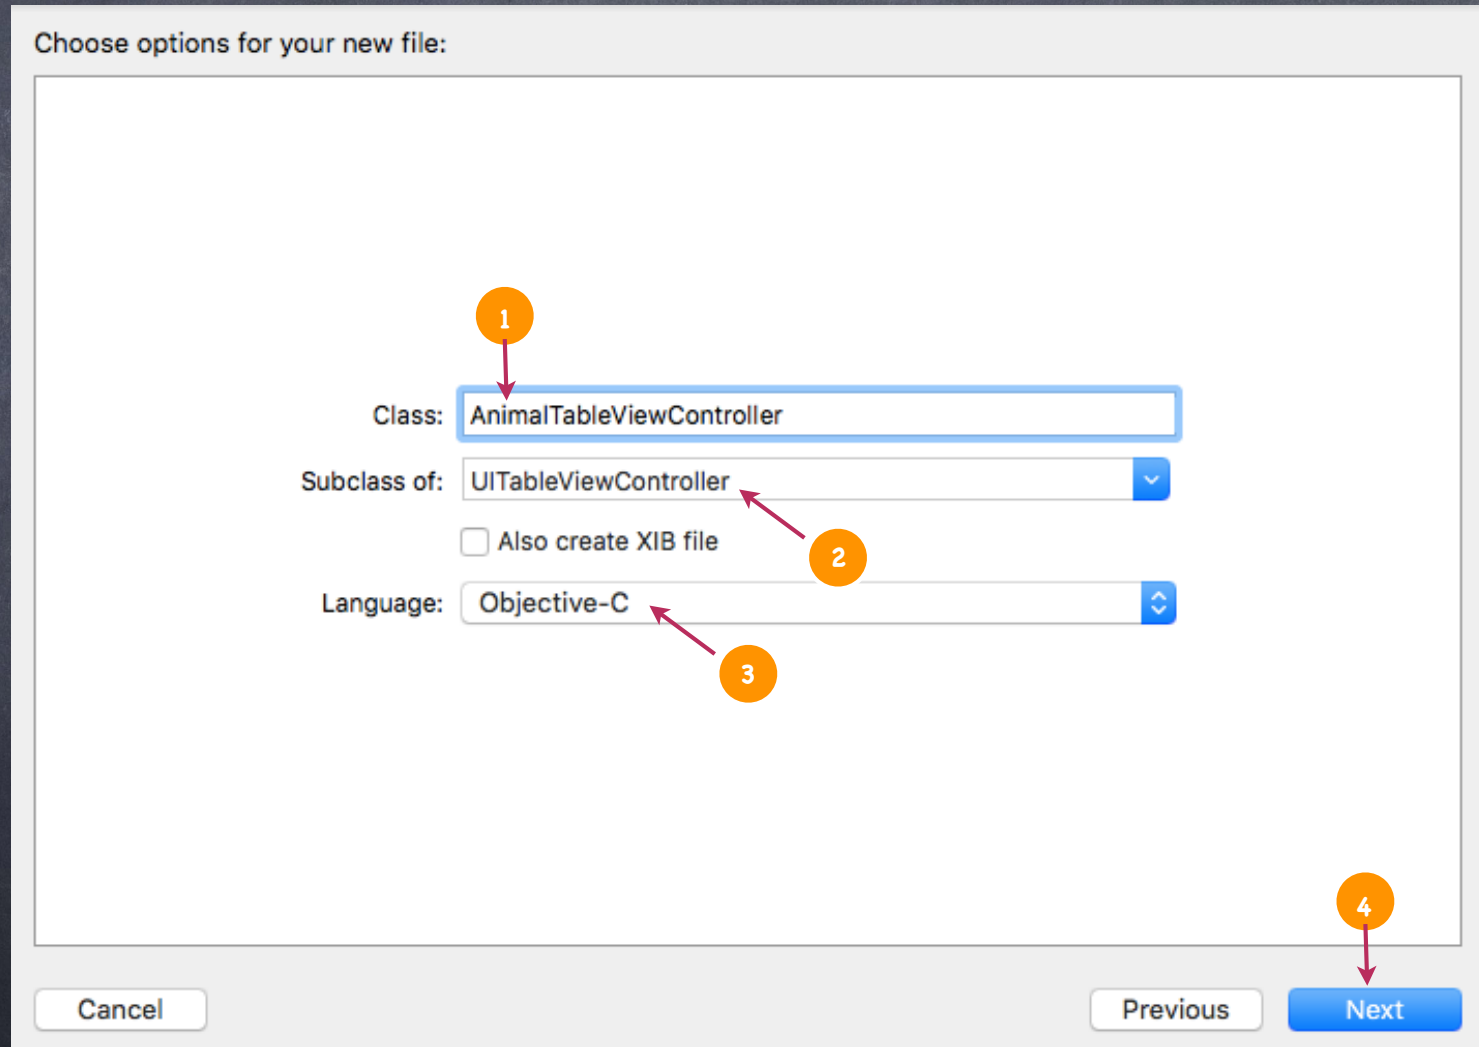 Choose options for your new file:
1
Class: AnimalTableViewController
Subclass of: UITableViewController
Also create XIB file
2
Language: Objective-C
3
4
Cancel Previous Next